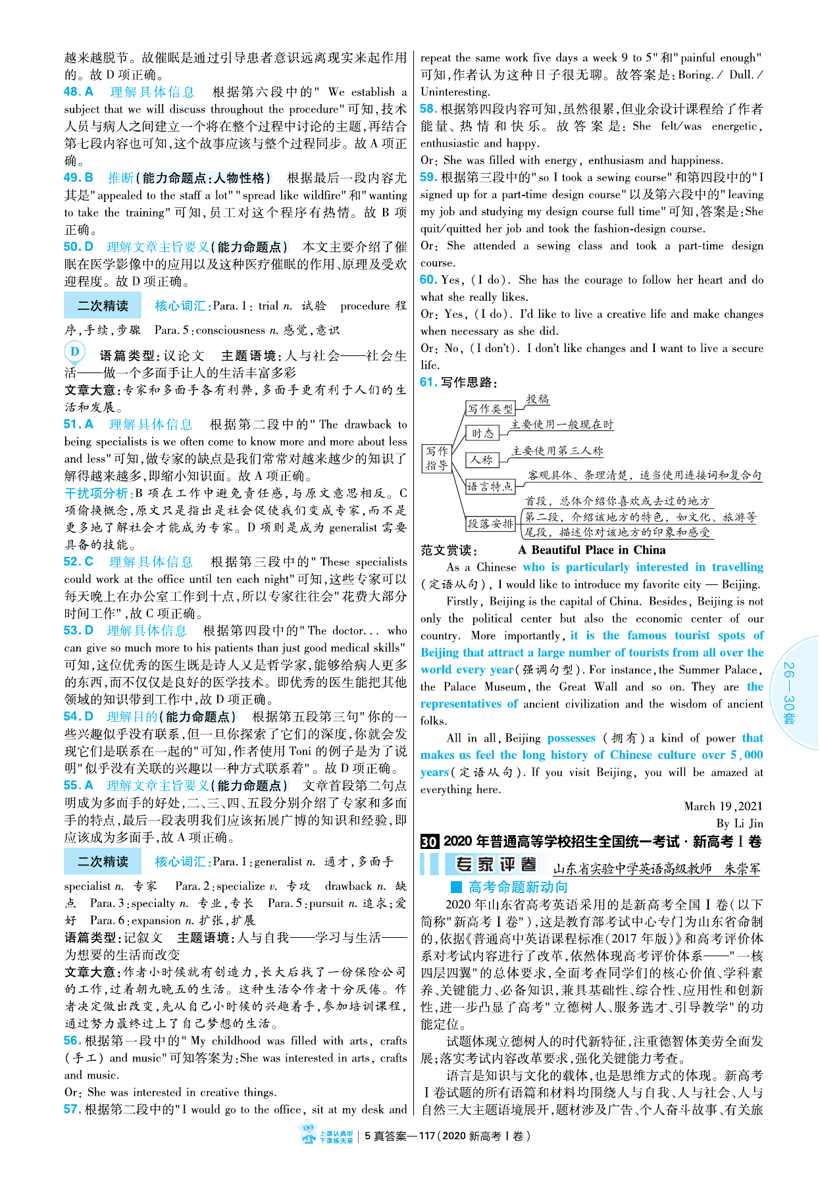 越来越脱节。故催眠是通过引导患者意识远离现实来起作用
的。故 D 项正确。
48. A 理解具体信息 根据第六段中的" We establish a
subject that we will discuss throughout the procedure"可知,技术
人员与病人之间建立一个将在整个过程中讨论的主题,再结合
第七段内容也可知,这个故事应该与整个过程同步。故 A 项正
确。
49. B 推断(能力命题点:人物性格) 根据最后一段内容尤
其是"appealed to the staff a lot" "spread like wildfire"和"wanting
to take the training" 可知,员工对这个程序有热情。故 B 项
正确。
50. D 理解文章主旨要义(能力命题点) 本文主要介绍了催
眠在医学影像中的应用以及这种医疗催眠的作用、原理及受欢
迎程度。故 D 项正确。
二次精读 核心词汇:Para. 1: trial n. 试验 procedure 程
序,手续,步骤 Para. 5:consciousness n. 感觉,意识
D 语篇类型:议论文 主题语境:人与社会——社会生
活——做一个多面手让人的生活丰富多彩
文章大意:专家和多面手各有利弊,多面手更有利于人们的生
活和发展。
51. A 理解具体信息 根据第二段中的" The drawback to
being specialists is we often come to know more and more about less
and less"可知,做专家的缺点是我们常常对越来越少的知识了
解得越来越多,即缩小知识面。故 A 项正确。
干扰项分析:B 项在工作中避免责任感,与原文意思相反。C
项偷换概念,原文只是指出是社会促使我们变成专家,而不是
更多地了解社会才能成为专家。D 项则是成为 generalist 需要
具备的技能。
52. C 理解具体信息 根据第三段中的" These specialists
could work at the office until ten each night"可知,这些专家可以
每天晚上在办公室工作到十点,所以专家往往会"花费大部分
时间工作",故 C 项正确。
53. D 理解具体信息 根据第四段中的"The doctor... who
can give so much more to his patients than just good medical skills"
可知,这位优秀的医生既是诗人又是哲学家,能够给病人更多
的东西,而不仅仅是良好的医学技术。即优秀的医生能把其他
领域的知识带到工作中,故 D 项正确。
54. D 理解目的(能力命题点) 根据第五段第三句"你的一
些兴趣似乎没有联系,但一旦你探索了它们的深度,你就会发
现它们是联系在一起的"可知,作者使用 Toni 的例子是为了说
明"似乎没有关联的兴趣以一种方式联系着"。故 D 项正确。
55. A 理解文章主旨要义(能力命题点) 文章首段第二句点
明成为多面手的好处,二、三、四、五段分别介绍了专家和多面
手的特点,最后一段表明我们应该拓展广博的知识和经验,即
应该成为多面手,故 A 项正确。
二次精读 核心词汇:Para. 1:generalist n. 通才,多面手
specialist n. 专家 Para. 2:specialize v. 专攻 drawback n. 缺
点 Para. 3:specialty n. 专业,专长 Para. 5:pursuit n. 追求;爱
好 Para. 6:expansion n. 扩张,扩展
语篇类型:记叙文 主题语境:人与自我——学习与生活——
为想要的生活而改变
文章大意:作者小时候就有创造力,长大后找了一份保险公司
的工作,过着朝九晚五的生活。这种生活令作者十分厌倦。作
者决定做出改变,先从自己小时候的兴趣着手,参加培训课程,
通过努力最终过上了自己梦想的生活。
56. 根据第一段中的" My childhood was filled with arts, crafts
(手工) and music"可知答案为:She was interested in arts, crafts
and music.
Or: She was interested in creative things.
57. 根据第二段中的"I would go to the office, sit at my desk and
repeat the same work five days a week 9 to 5"和"painful enough"
可知,作者认为这种日子很无聊。故答案是:Boring. / Dull. /
Uninteresting.
58. 根据第四段内容可知,虽然很累,但业余设计课程给了作者
能量、热情和快乐。故答案是: She felt/was energetic,
enthusiastic and happy.
Or: She was filled with energy, enthusiasm and happiness.
59. 根据第三段中的"so I took a sewing course"和第四段中的"I
signed up for a part-time design course"以及第六段中的"leaving
my job and studying my design course full time"可知,答案是:She
quit/quitted her job and took the fashion-design course.
Or: She attended a sewing class and took a part-time design
course.
60. Yes, (I do). She has the courage to follow her heart and do
what she really likes.
Or: Yes, (I do). I'd like to live a creative life and make changes
when necessary as she did.
Or: No, (I don't). I don't like changes and I want to live a secure
life.
61. 写作思路:
写作指导
写作类型 投稿
时态 主要使用一般现在时
人称 主要使用第三人称
语言特点 客观具体、条理清楚,适当使用连接词和复合句
段落安排 首段,总体介绍你喜欢或去过的地方
第二段,介绍该地方的特色,如文化、旅游等
尾段,描述你对该地方的印象和感受
范文赏读: A Beautiful Place in China
As a Chinese who is particularly interested in travelling
(定语从句), I would like to introduce my favorite city — Beijing.
Firstly, Beijing is the capital of China. Besides, Beijing is not
only the political center but also the economic center of our
country. More importantly, it is the famous tourist spots of
Beijing that attract a large number of tourists from all over the
world every year(强调句型). For instance, the Summer Palace,
the Palace Museum, the Great Wall and so on. They are the
representatives of ancient civilization and the wisdom of ancient
folks.
All in all, Beijing possesses (拥有) a kind of power that
makes us feel the long history of Chinese culture over 5,000
years(定语从句). If you visit Beijing, you will be amazed at
everything here.
March 19,2021
By Li Jin
30 2020 年普通高等学校招生全国统一考试·新高考Ⅰ卷
专家评卷 山东省实验中学英语高级教师 朱崇军
■ 高考命题新动向
2020 年山东省高考英语采用的是新高考全国Ⅰ卷(以下
简称"新高考Ⅰ卷"),这是教育部考试中心专门为山东省命制
的,依据《普通高中英语课程标准(2017 年版)》和高考评价体
系对考试内容进行了改革,依然体现高考评价体系——"一核
四层四翼"的总体要求,全面考查同学们的核心价值、学科素
养、关键能力、必备知识,兼具基础性、综合性、应用性和创新
性,进一步凸显了高考"立德树人、服务选才、引导教学"的功
能定位。
试题体现立德树人的时代新特征,注重德智体美劳全面发
展;落实考试内容改革要求,强化关键能力考查。
语言是知识与文化的载体,也是思维方式的体现。新高考
Ⅰ卷试题的所有语篇和材料均围绕人与自我、人与社会、人与
自然三大主题语境展开,题材涉及广告、个人奋斗故事、有关旅
26—30套
上课认真听
下课练天星
5 真答案—117(2020 新高考Ⅰ卷)